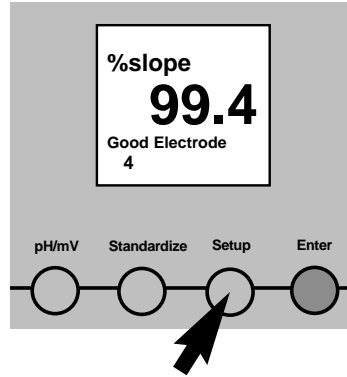 %slope
99.4
Good Electrode
4
pH/mV Standardize Setup Enter